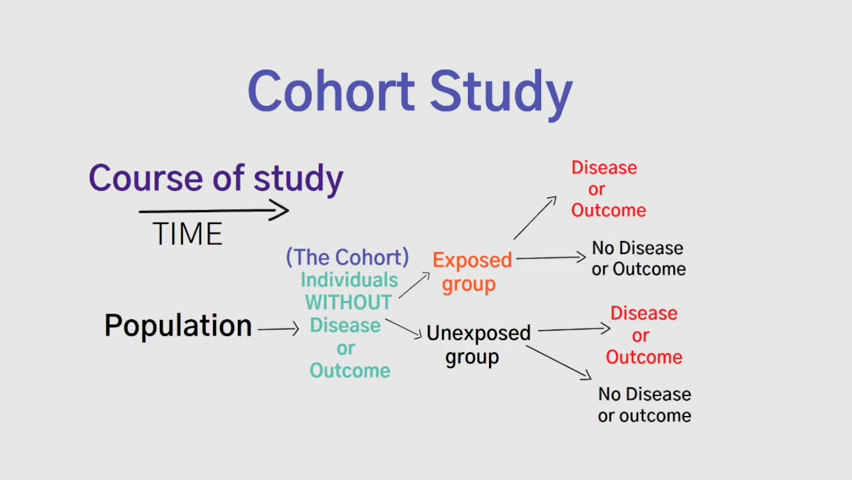 Cohort Study
Course of study
TIME
Population
(The Cohort)
Individuals
WITHOUT
Disease
or
Outcome
Exposed
group
Unexposed
group
Disease
or
Outcome
No Disease
or Outcome
Disease
or
Outcome
No Disease
or outcome